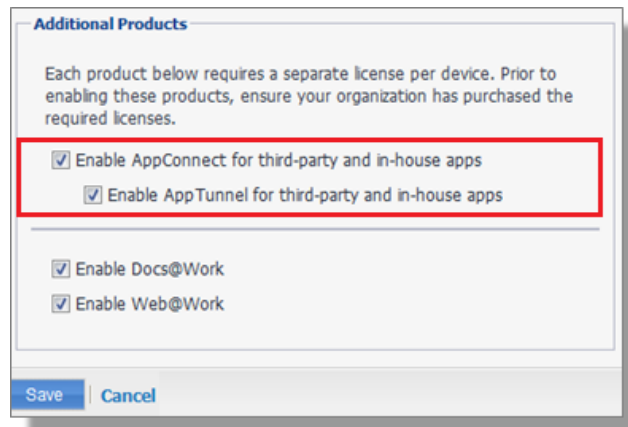 Additional Products
Each product below requires a separate license per device. Prior to
enabling these products, ensure your organization has purchased the
required licenses.
Enable AppConnect for third-party and in-house apps
Enable AppTunnel for third-party and in-house apps
Enable Docs@Work
Enable Web@Work
Save Cancel